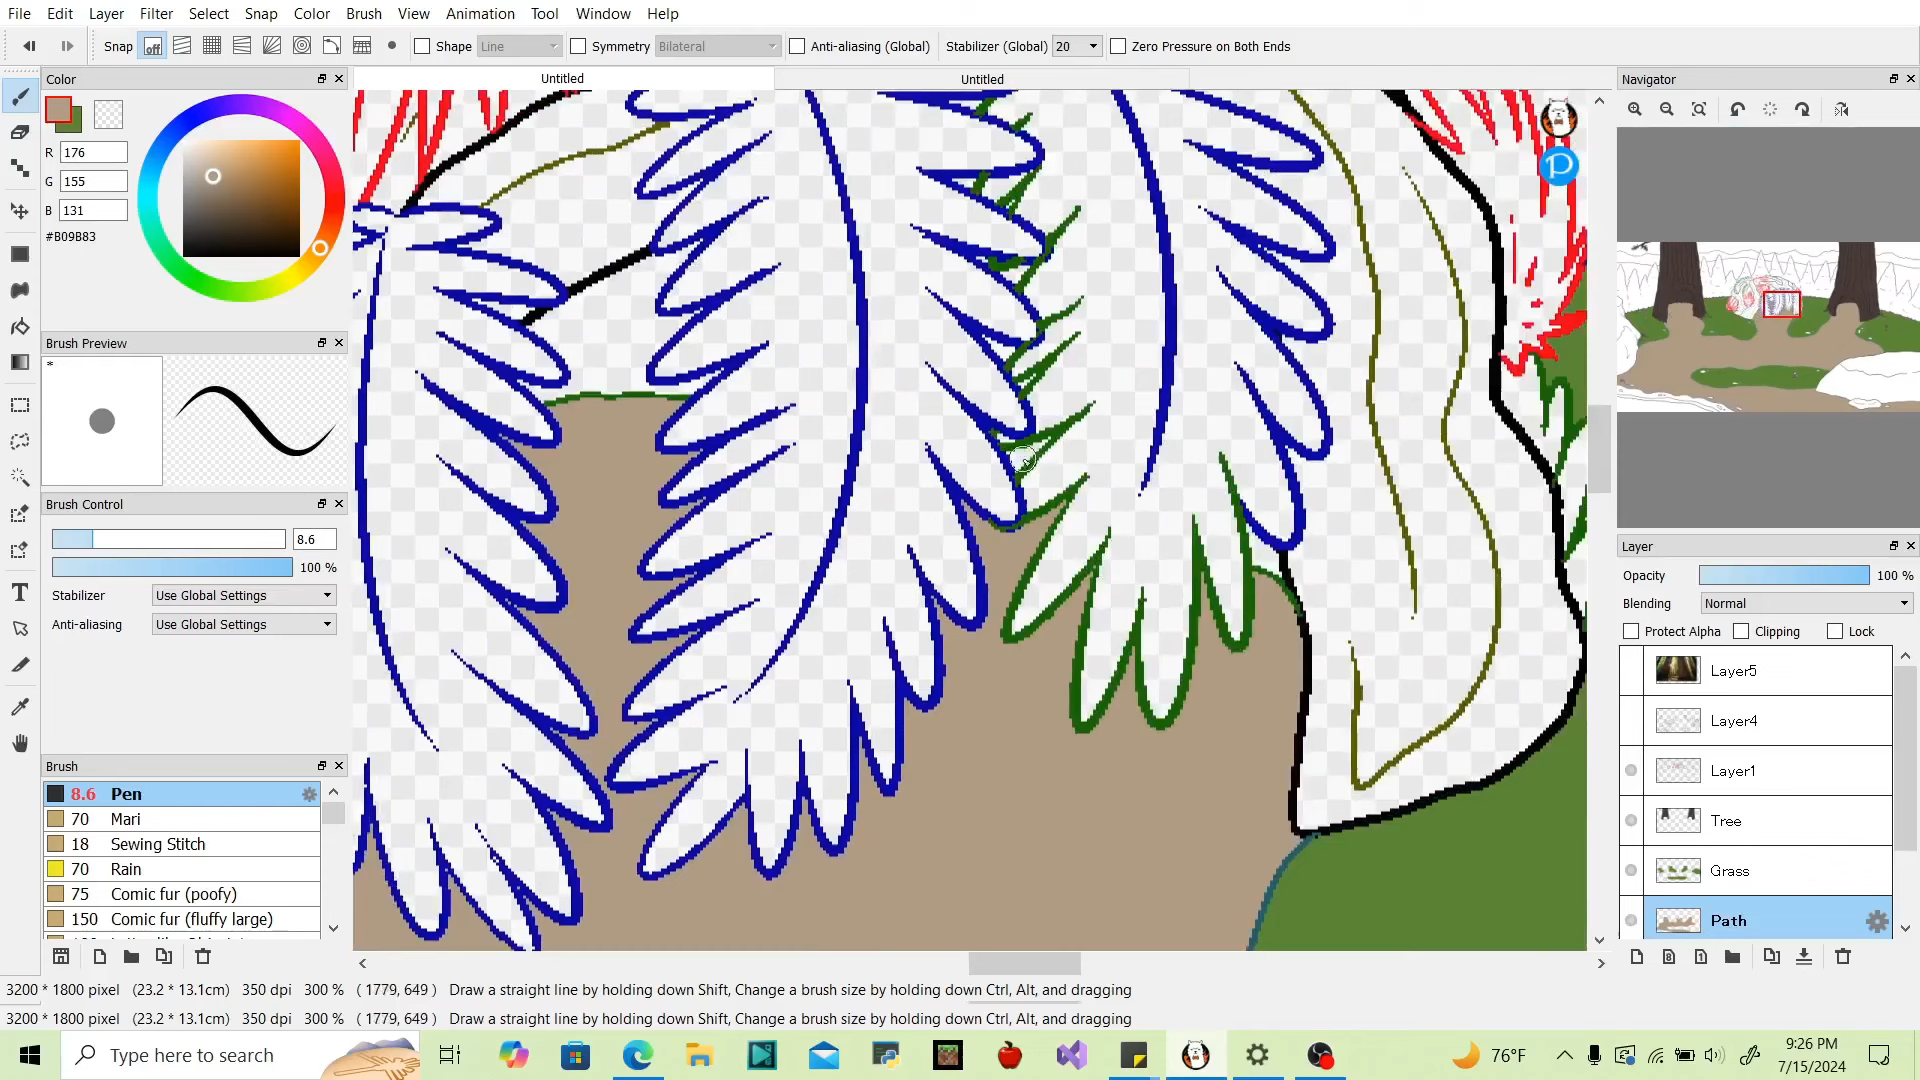 File Edit Layer Filter Select Snap Color Brush View Animation Tool Window Help
Snap off Shape Line Symmetry Bilateral Anti-aliasing (Global) Stabilizer (Global) 20 Zero Pressure on Both Ends
Color
R 176
G 155
B 131
#B09B83
Brush Preview
*
Brush Control
8.6
100 %
Stabilizer Use Global Settings
Anti-aliasing Use Global Settings
Brush
8.6 Pen
70 Mari
18 Sewing Stitch
70 Rain
75 Comic fur (poofy)
150 Comic fur (fluffy large)
Untitled Untitled
Navigator
Layer
Opacity 100 %
Blending Normal
Protect Alpha Clipping Lock
Layer5
Layer4
Layer1
Tree
Grass
Path
3200 * 1800 pixel (23.2 * 13.1cm) 350 dpi 300 % ( 1779, 649 ) Draw a straight line by holding down Shift, Change a brush size by holding down Ctrl, Alt, and dragging
3200 * 1800 pixel (23.2 * 13.1cm) 350 dpi 300 % ( 1779, 649 ) Draw a straight line by holding down Shift, Change a brush size by holding down Ctrl, Alt, and dragging
Type here to search
76°F
9:26 PM
7/15/2024